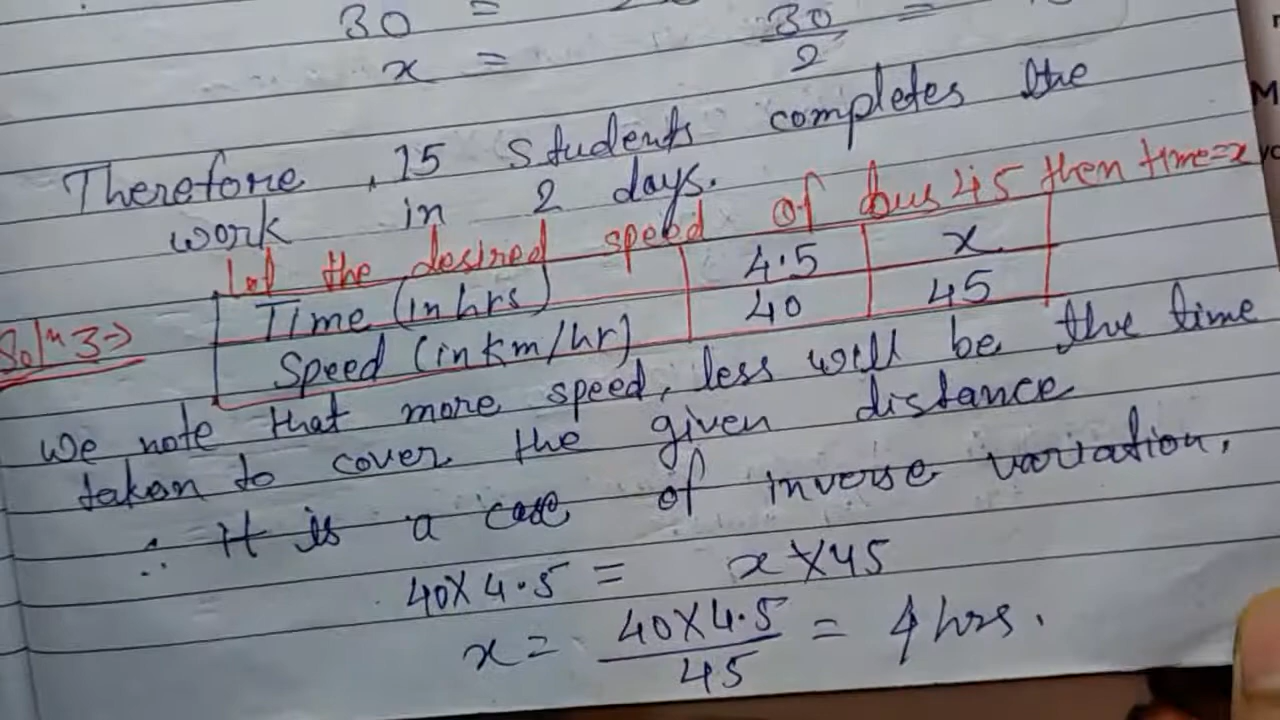 30 =
x = 30/2
Therefore, 15 students completes the
work in 2 days.
Let the desired speed of bus 45 then time=x
Soln 3→
Time (in hrs) 4.5 x
Speed (in km/hr) 40 45
we note that more speed, less will be the time
taken to cover the given distance
∴ it is a case of inverse variation,
40×4.5 = x×45
x = 40×4.5/45 = 4 hrs.